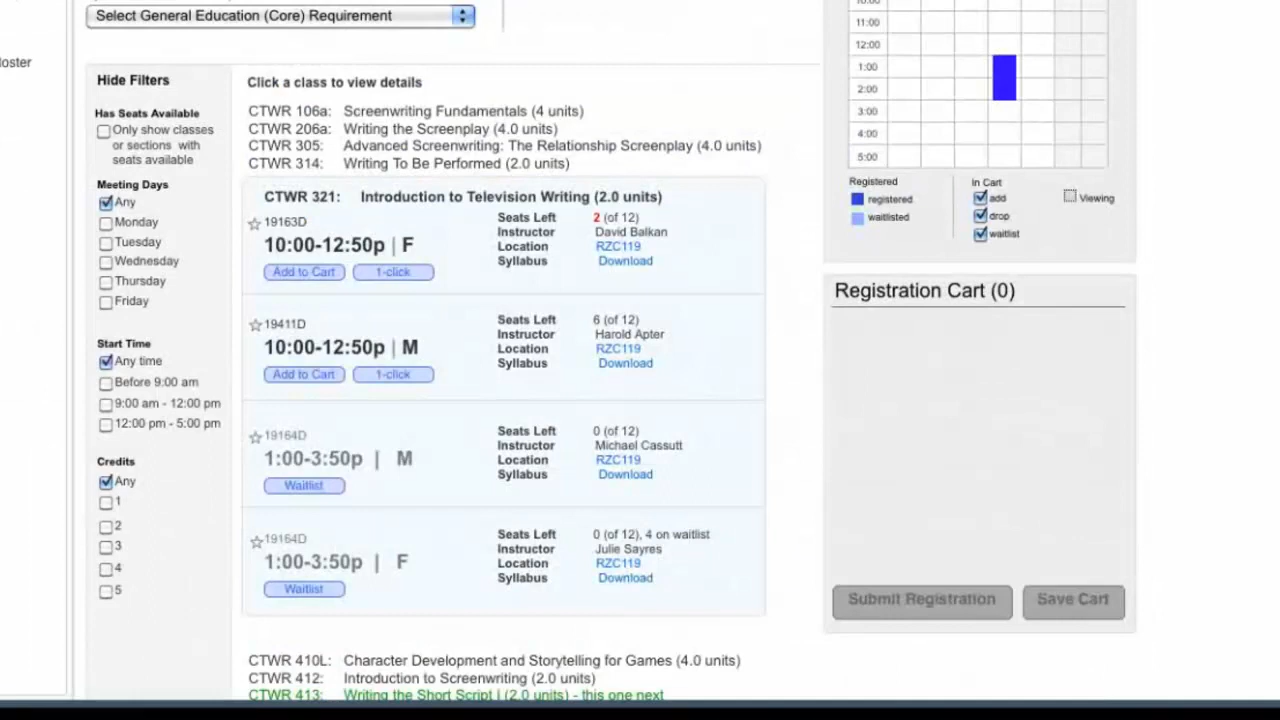 Select General Education (Core) Requirement
loster
Hide Filters
Has Seats Available
Only show classes
or sections with
seats available
Meeting Days
Any
Monday
Tuesday
Wednesday
Thursday
Friday
Start Time
Any time
Before 9:00 am
9:00 am - 12:00 pm
12:00 pm - 5:00 pm
Credits
Any
1
2
3
4
5
Click a class to view details
CTWR 106a: Screenwriting Fundamentals (4 units)
CTWR 206a: Writing the Screenplay (4.0 units)
CTWR 305: Advanced Screenwriting: The Relationship Screenplay (4.0 units)
CTWR 314: Writing To Be Performed (2.0 units)
CTWR 321: Introduction to Television Writing (2.0 units)
19163D
10:00-12:50p | F
Add to Cart 1-click
Seats Left 2 (of 12)
Instructor David Balkan
Location RZC119
Syllabus Download
19411D
10:00-12:50p | M
Add to Cart 1-click
Seats Left 6 (of 12)
Instructor Harold Apter
Location RZC119
Syllabus Download
19164D
1:00-3:50p | M
Waitlist
Seats Left 0 (of 12)
Instructor Michael Cassutt
Location RZC119
Syllabus Download
19164D
1:00-3:50p | F
Waitlist
Seats Left 0 (of 12), 4 on waitlist
Instructor Julie Sayres
Location RZC119
Syllabus Download
CTWR 410L: Character Development and Storytelling for Games (4.0 units)
CTWR 412: Introduction to Screenwriting (2.0 units)
CTWR 413: Writing the Short Script I (2.0 units) - this one next
10:00
11:00
12:00
1:00
2:00
3:00
4:00
5:00
Registered
registered
waitlisted
In Cart
add
drop
waitlist
Viewing
Registration Cart (0)
Submit Registration Save Cart